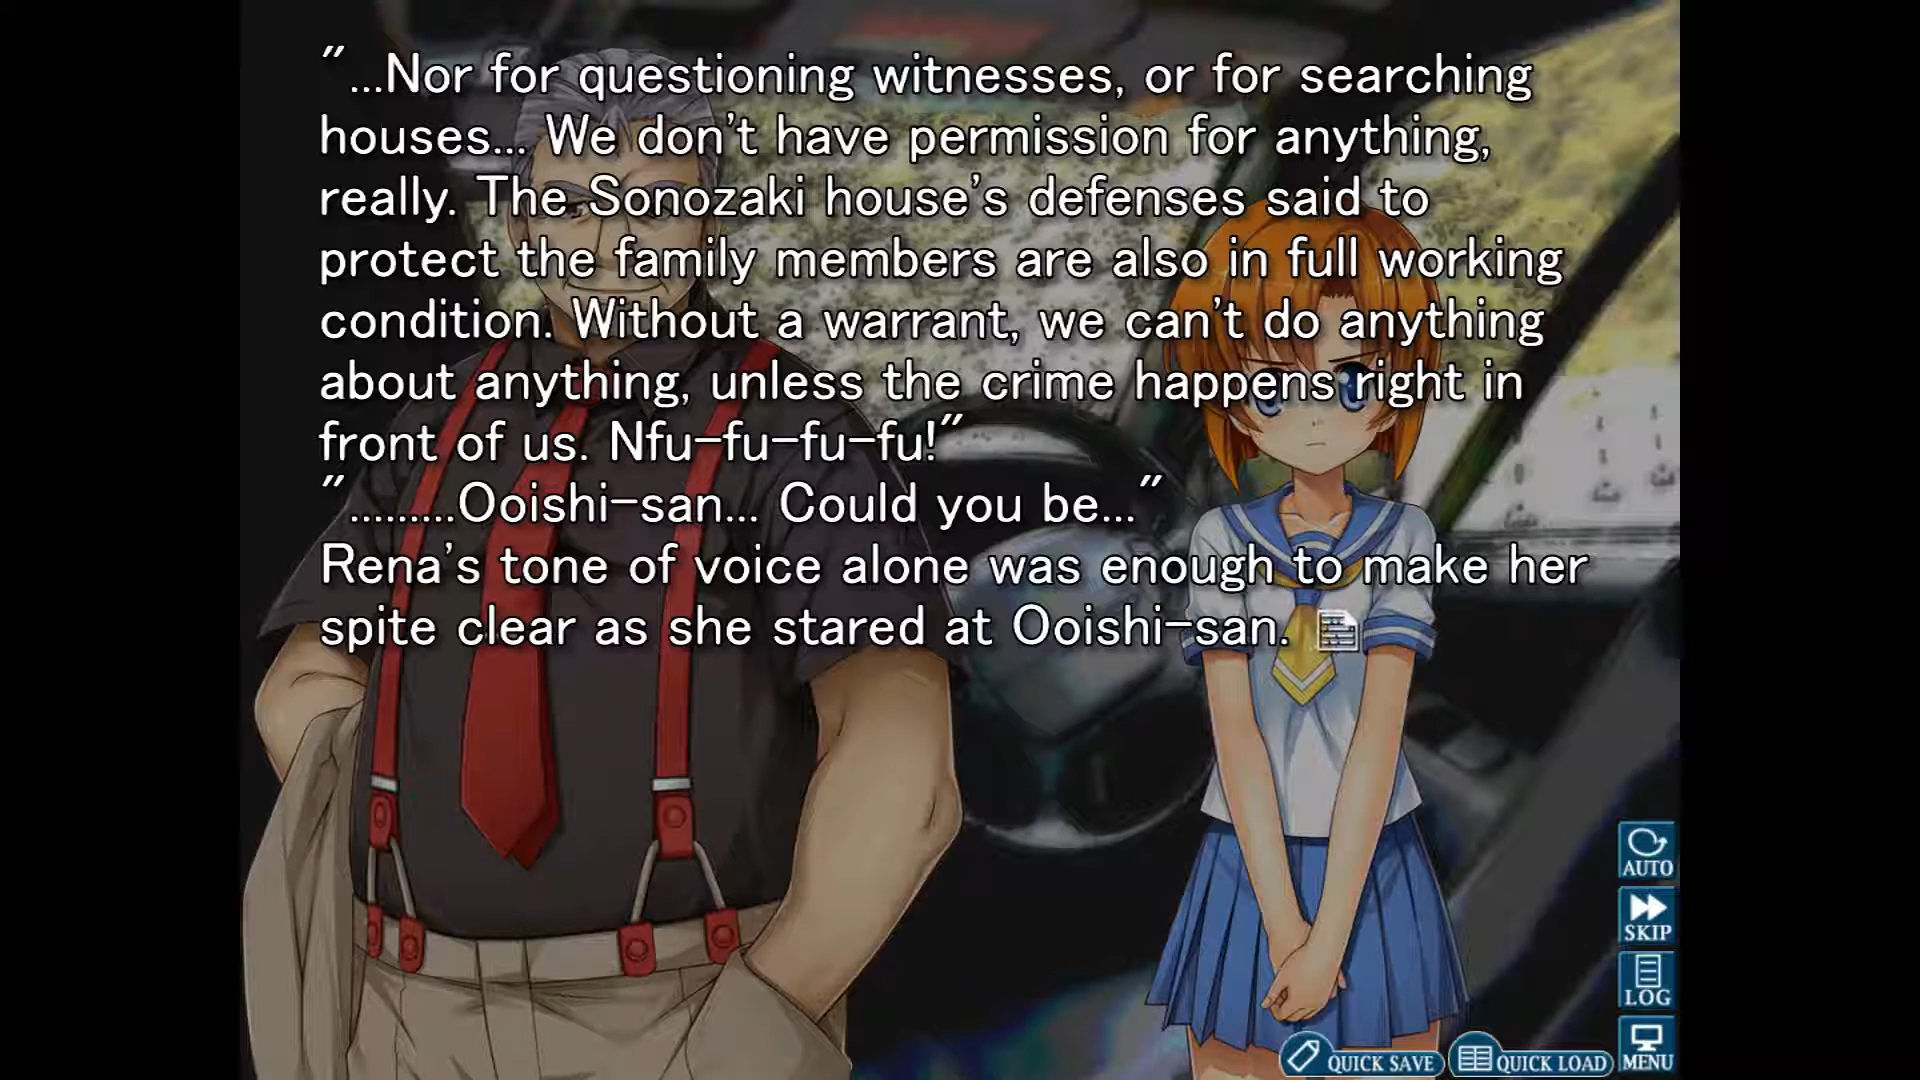 "...Nor for questioning witnesses, or for searching
houses... We don't have permission for anything,
really. The Sonozaki house's defenses said to
protect the family members are also in full working
condition. Without a warrant, we can't do anything
about anything, unless the crime happens right in
front of us. Nfu-fu-fu-fu!"
".........Ooishi-san... Could you be..."
Rena's tone of voice alone was enough to make her
spite clear as she stared at Ooishi-san.
AUTO
SKIP
LOG
MENU
QUICK SAVE
QUICK LOAD